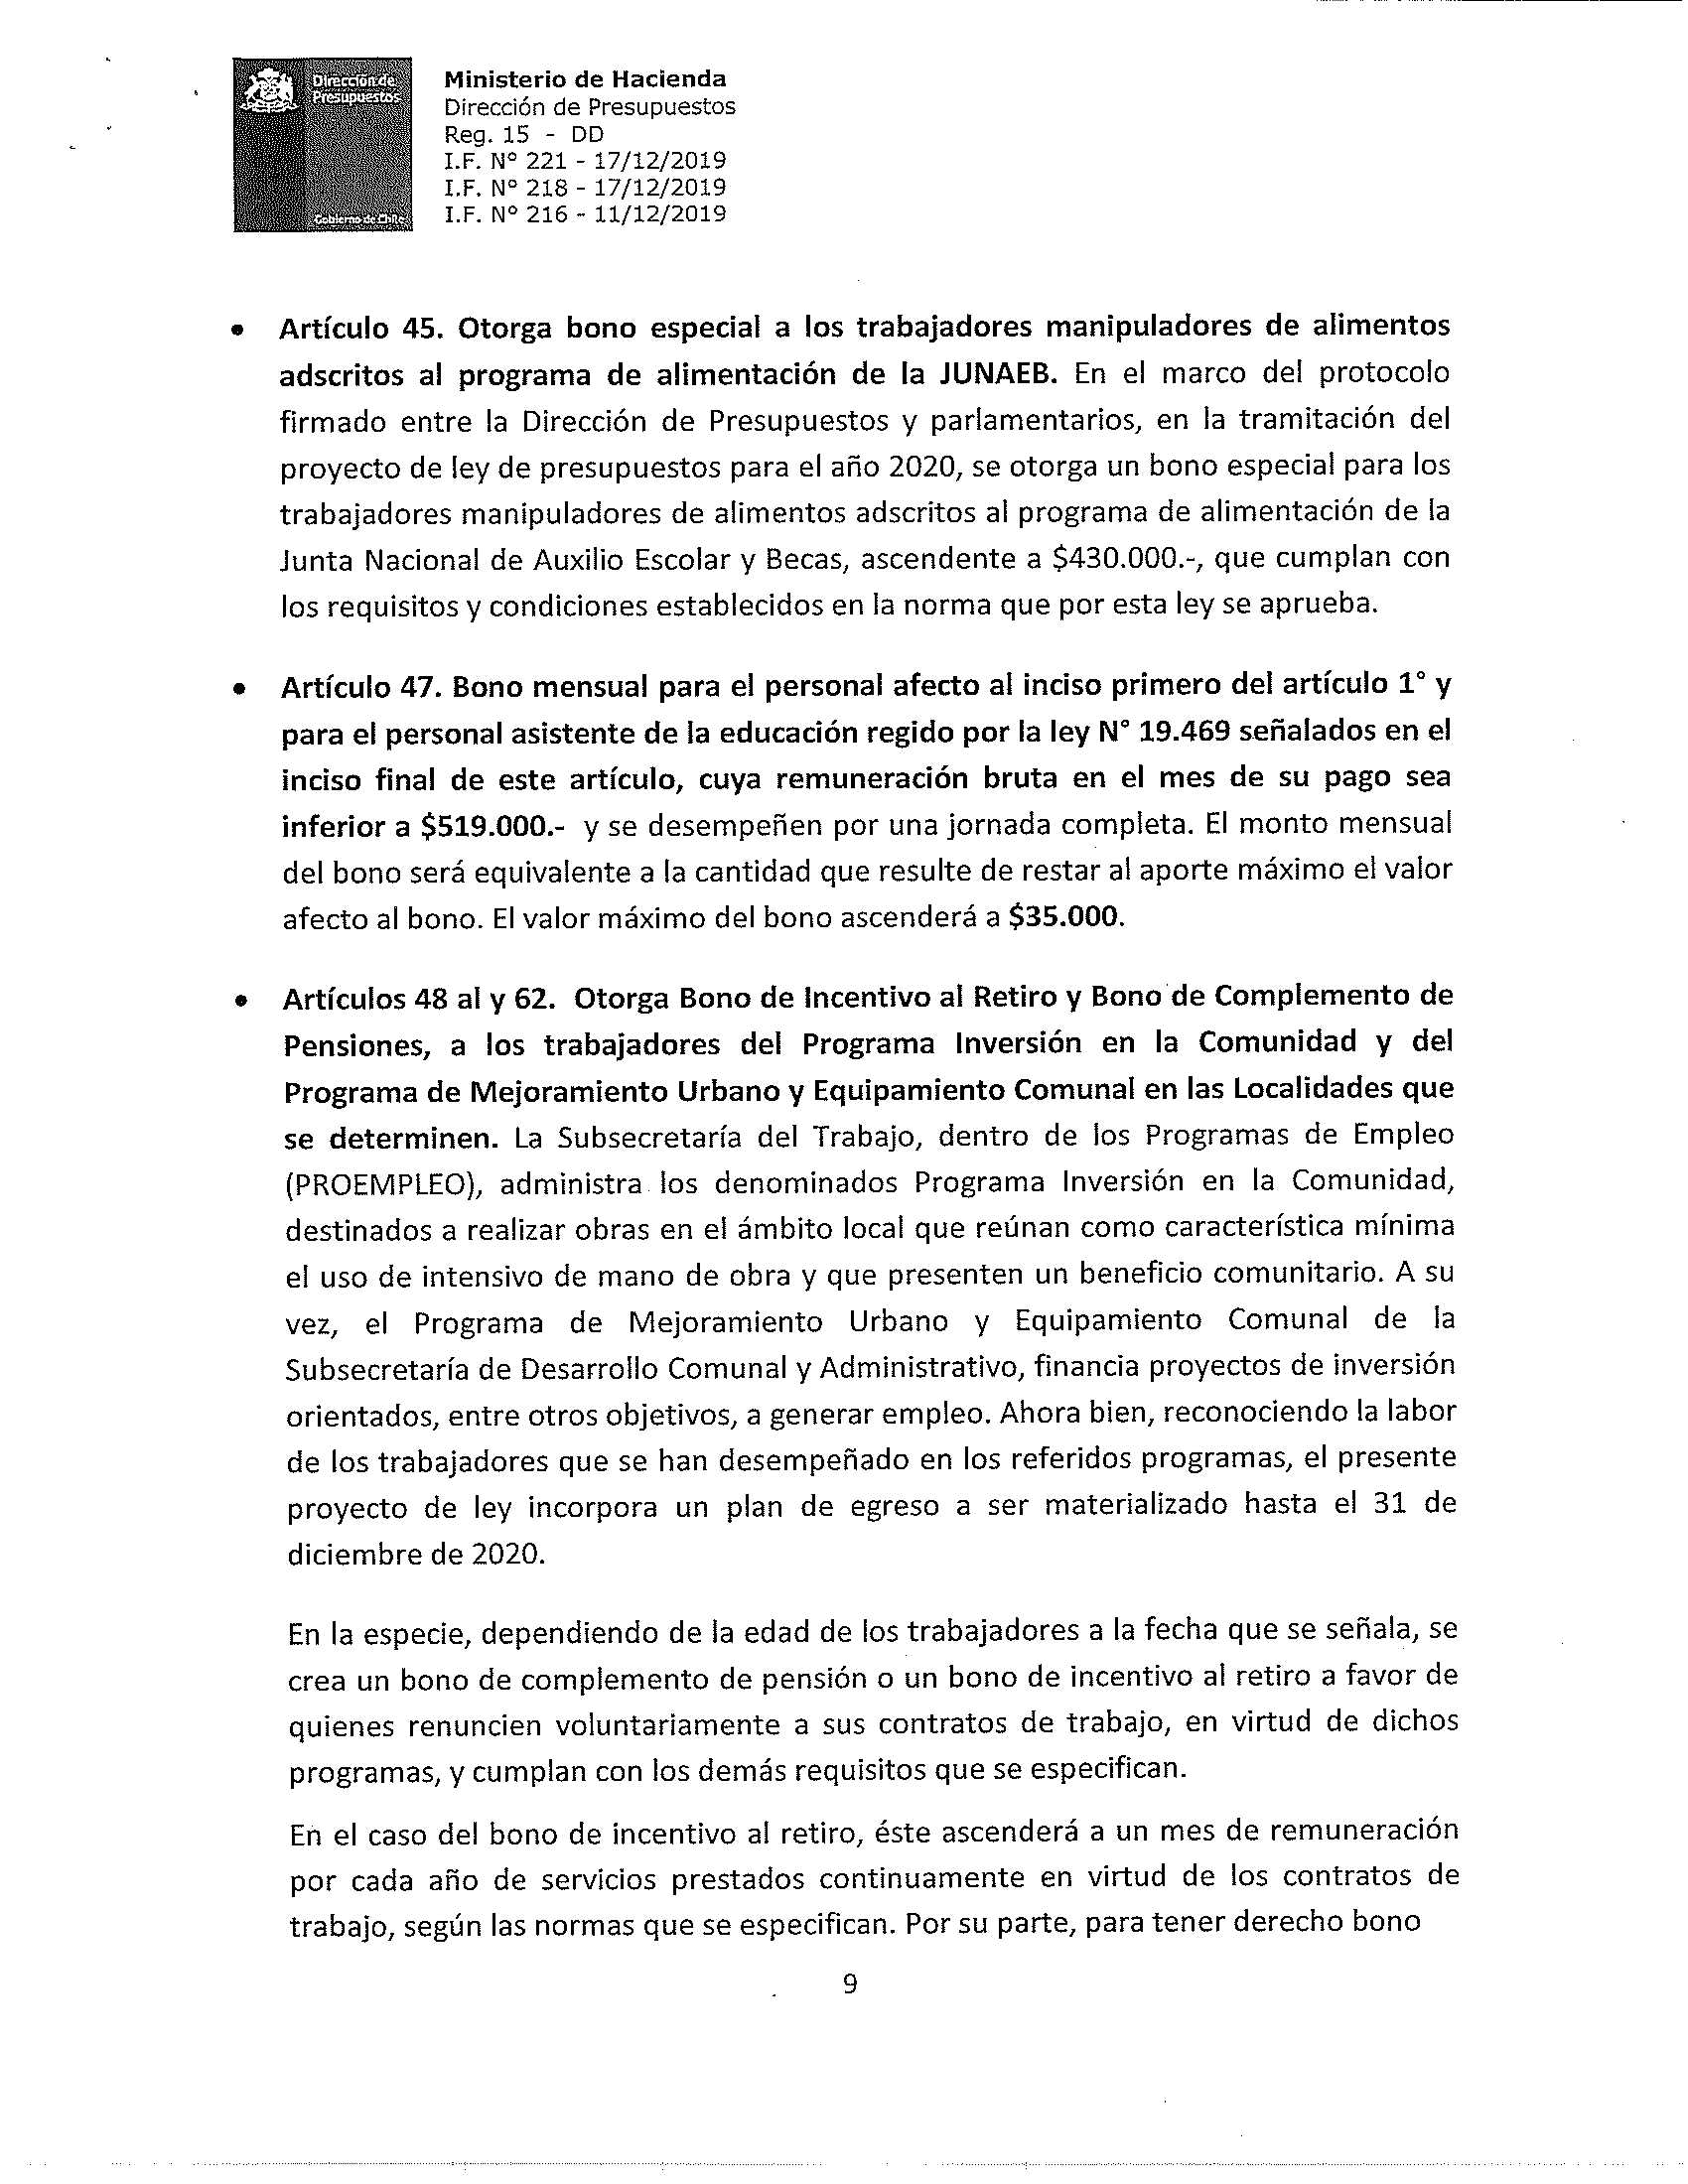 Dirección de
Presupuestos
Gobierno de Chile
Ministerio de Hacienda
Dirección de Presupuestos
Reg. 15 - DD
I.F. N° 221 - 17/12/2019
I.F. N° 218 - 17/12/2019
I.F. N° 216 - 11/12/2019
• Artículo 45. Otorga bono especial a los trabajadores manipuladores de alimentos
adscritos al programa de alimentación de la JUNAEB. En el marco del protocolo
firmado entre la Dirección de Presupuestos y parlamentarios, en la tramitación del
proyecto de ley de presupuestos para el año 2020, se otorga un bono especial para los
trabajadores manipuladores de alimentos adscritos al programa de alimentación de la
Junta Nacional de Auxilio Escolar y Becas, ascendente a $430.000.-, que cumplan con
los requisitos y condiciones establecidos en la norma que por esta ley se aprueba.
• Artículo 47. Bono mensual para el personal afecto al inciso primero del artículo 1° y
para el personal asistente de la educación regido por la ley N° 19.469 señalados en el
inciso final de este artículo, cuya remuneración bruta en el mes de su pago sea
inferior a $519.000.- y se desempeñen por una jornada completa. El monto mensual
del bono será equivalente a la cantidad que resulte de restar al aporte máximo el valor
afecto al bono. El valor máximo del bono ascenderá a $35.000.
• Artículos 48 al y 62. Otorga Bono de Incentivo al Retiro y Bono de Complemento de
Pensiones, a los trabajadores del Programa Inversión en la Comunidad y del
Programa de Mejoramiento Urbano y Equipamiento Comunal en las Localidades que
se determinen. La Subsecretaría del Trabajo, dentro de los Programas de Empleo
(PROEMPLEO), administra los denominados Programa Inversión en la Comunidad,
destinados a realizar obras en el ámbito local que reúnan como característica mínima
el uso de intensivo de mano de obra y que presenten un beneficio comunitario. A su
vez, el Programa de Mejoramiento Urbano y Equipamiento Comunal de la
Subsecretaría de Desarrollo Comunal y Administrativo, financia proyectos de inversión
orientados, entre otros objetivos, a generar empleo. Ahora bien, reconociendo la labor
de los trabajadores que se han desempeñado en los referidos programas, el presente
proyecto de ley incorpora un plan de egreso a ser materializado hasta el 31 de
diciembre de 2020.
En la especie, dependiendo de la edad de los trabajadores a la fecha que se señala, se
crea un bono de complemento de pensión o un bono de incentivo al retiro a favor de
quienes renuncien voluntariamente a sus contratos de trabajo, en virtud de dichos
programas, y cumplan con los demás requisitos que se especifican.
En el caso del bono de incentivo al retiro, éste ascenderá a un mes de remuneración
por cada año de servicios prestados continuamente en virtud de los contratos de
trabajo, según las normas que se especifican. Por su parte, para tener derecho bono
9